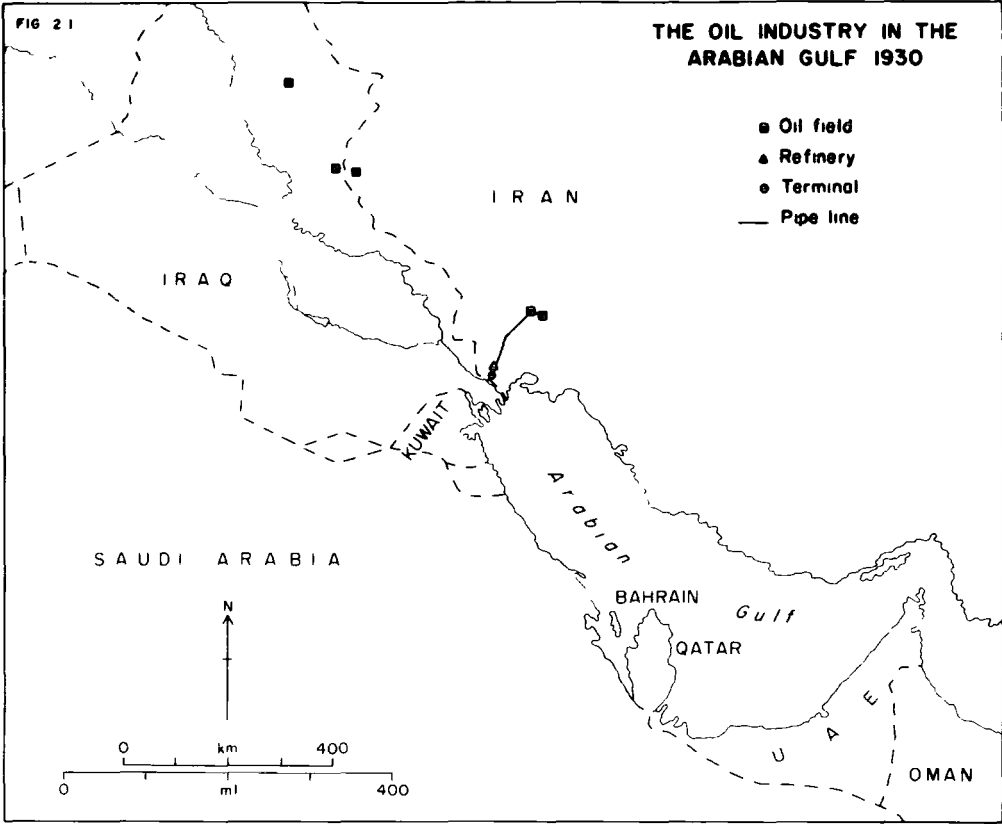 FIG 2 1
THE OIL INDUSTRY IN THE
ARABIAN GULF 1930
Oil field
Refinery
Terminal
Pipe line
IRAN
IRAQ
KUWAIT
Arabian
SAUDI ARABIA
BAHRAIN
Gulf
N
QATAR
UAE
OMAN
0 km 400
0 ml 400